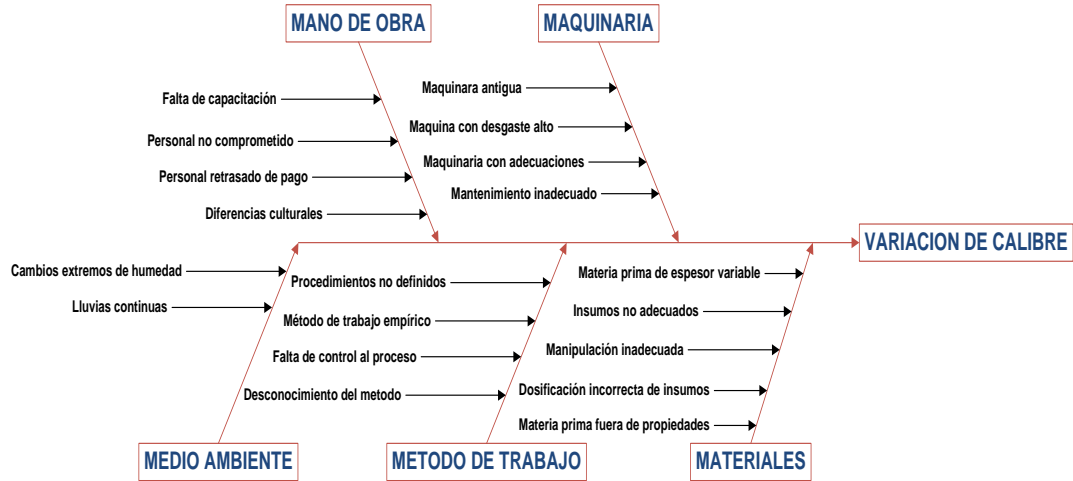 MANO DE OBRA
MAQUINARIA
Falta de capacitación
Personal no comprometido
Personal retrasado de pago
Diferencias culturales
Maquinara antigua
Maquina con desgaste alto
Maquinaria con adecuaciones
Mantenimiento inadecuado
VARIACION DE CALIBRE
Cambios extremos de humedad
Lluvias continuas
Procedimientos no definidos
Método de trabajo empírico
Falta de control al proceso
Desconocimiento del metodo
Materia prima de espesor variable
Insumos no adecuados
Manipulación inadecuada
Dosificación incorrecta de insumos
Materia prima fuera de propiedades
MEDIO AMBIENTE
METODO DE TRABAJO
MATERIALES